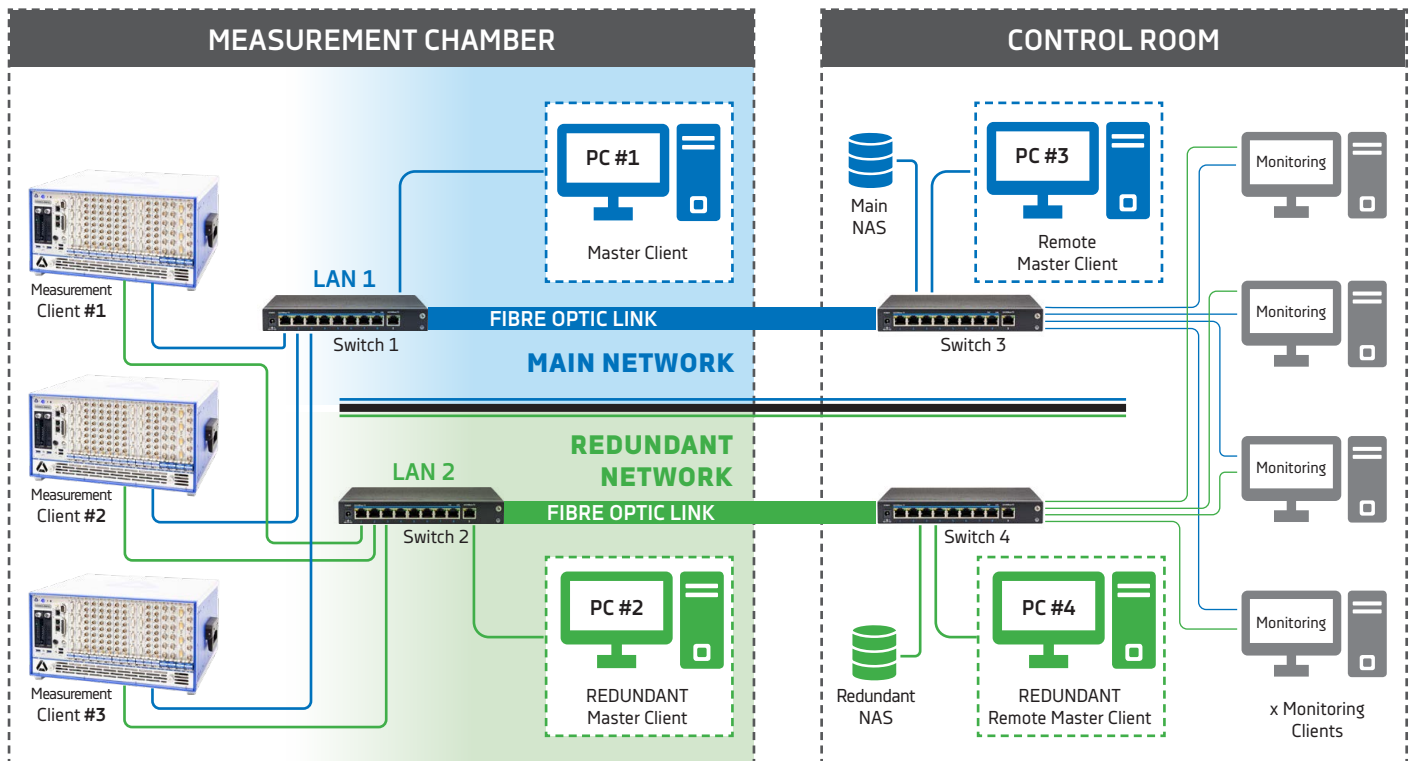 MEASUREMENT CHAMBER
CONTROL ROOM
PC #1
Master Client
Main
NAS
PC #3
Remote
Master Client
Monitoring
Monitoring
Monitoring
Monitoring
x Monitoring
Clients
Measurement
Client #1
Measurement
Client #2
Measurement
Client #3
LAN 1
Switch 1
FIBRE OPTIC LINK
Switch 3
MAIN NETWORK
REDUNDANT
NETWORK
LAN 2
Switch 2
FIBRE OPTIC LINK
Switch 4
PC #2
REDUNDANT
Master Client
Redundant
NAS
PC #4
REDUNDANT
Remote Master Client